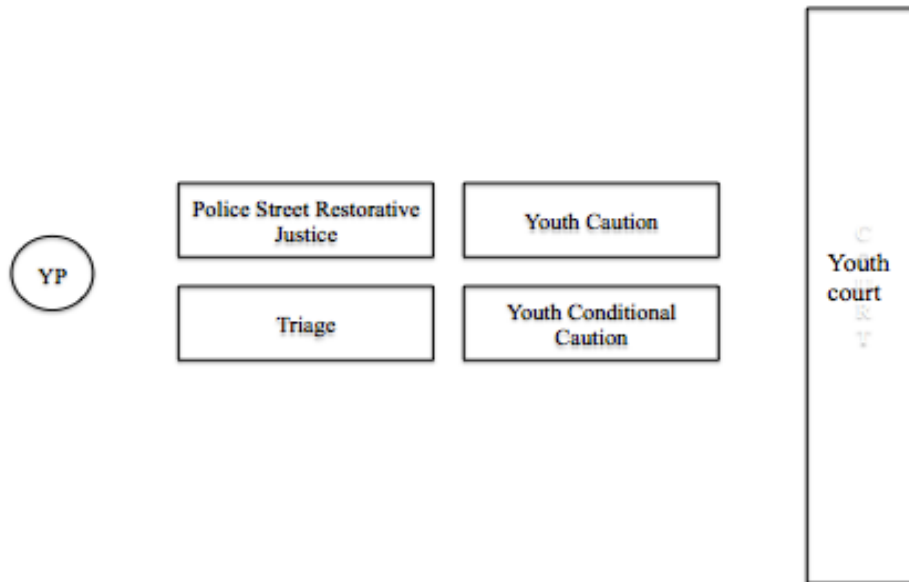 Police Street Restorative
Justice
Youth Caution
YP
Youth
court
Triage
Youth Conditional
Caution